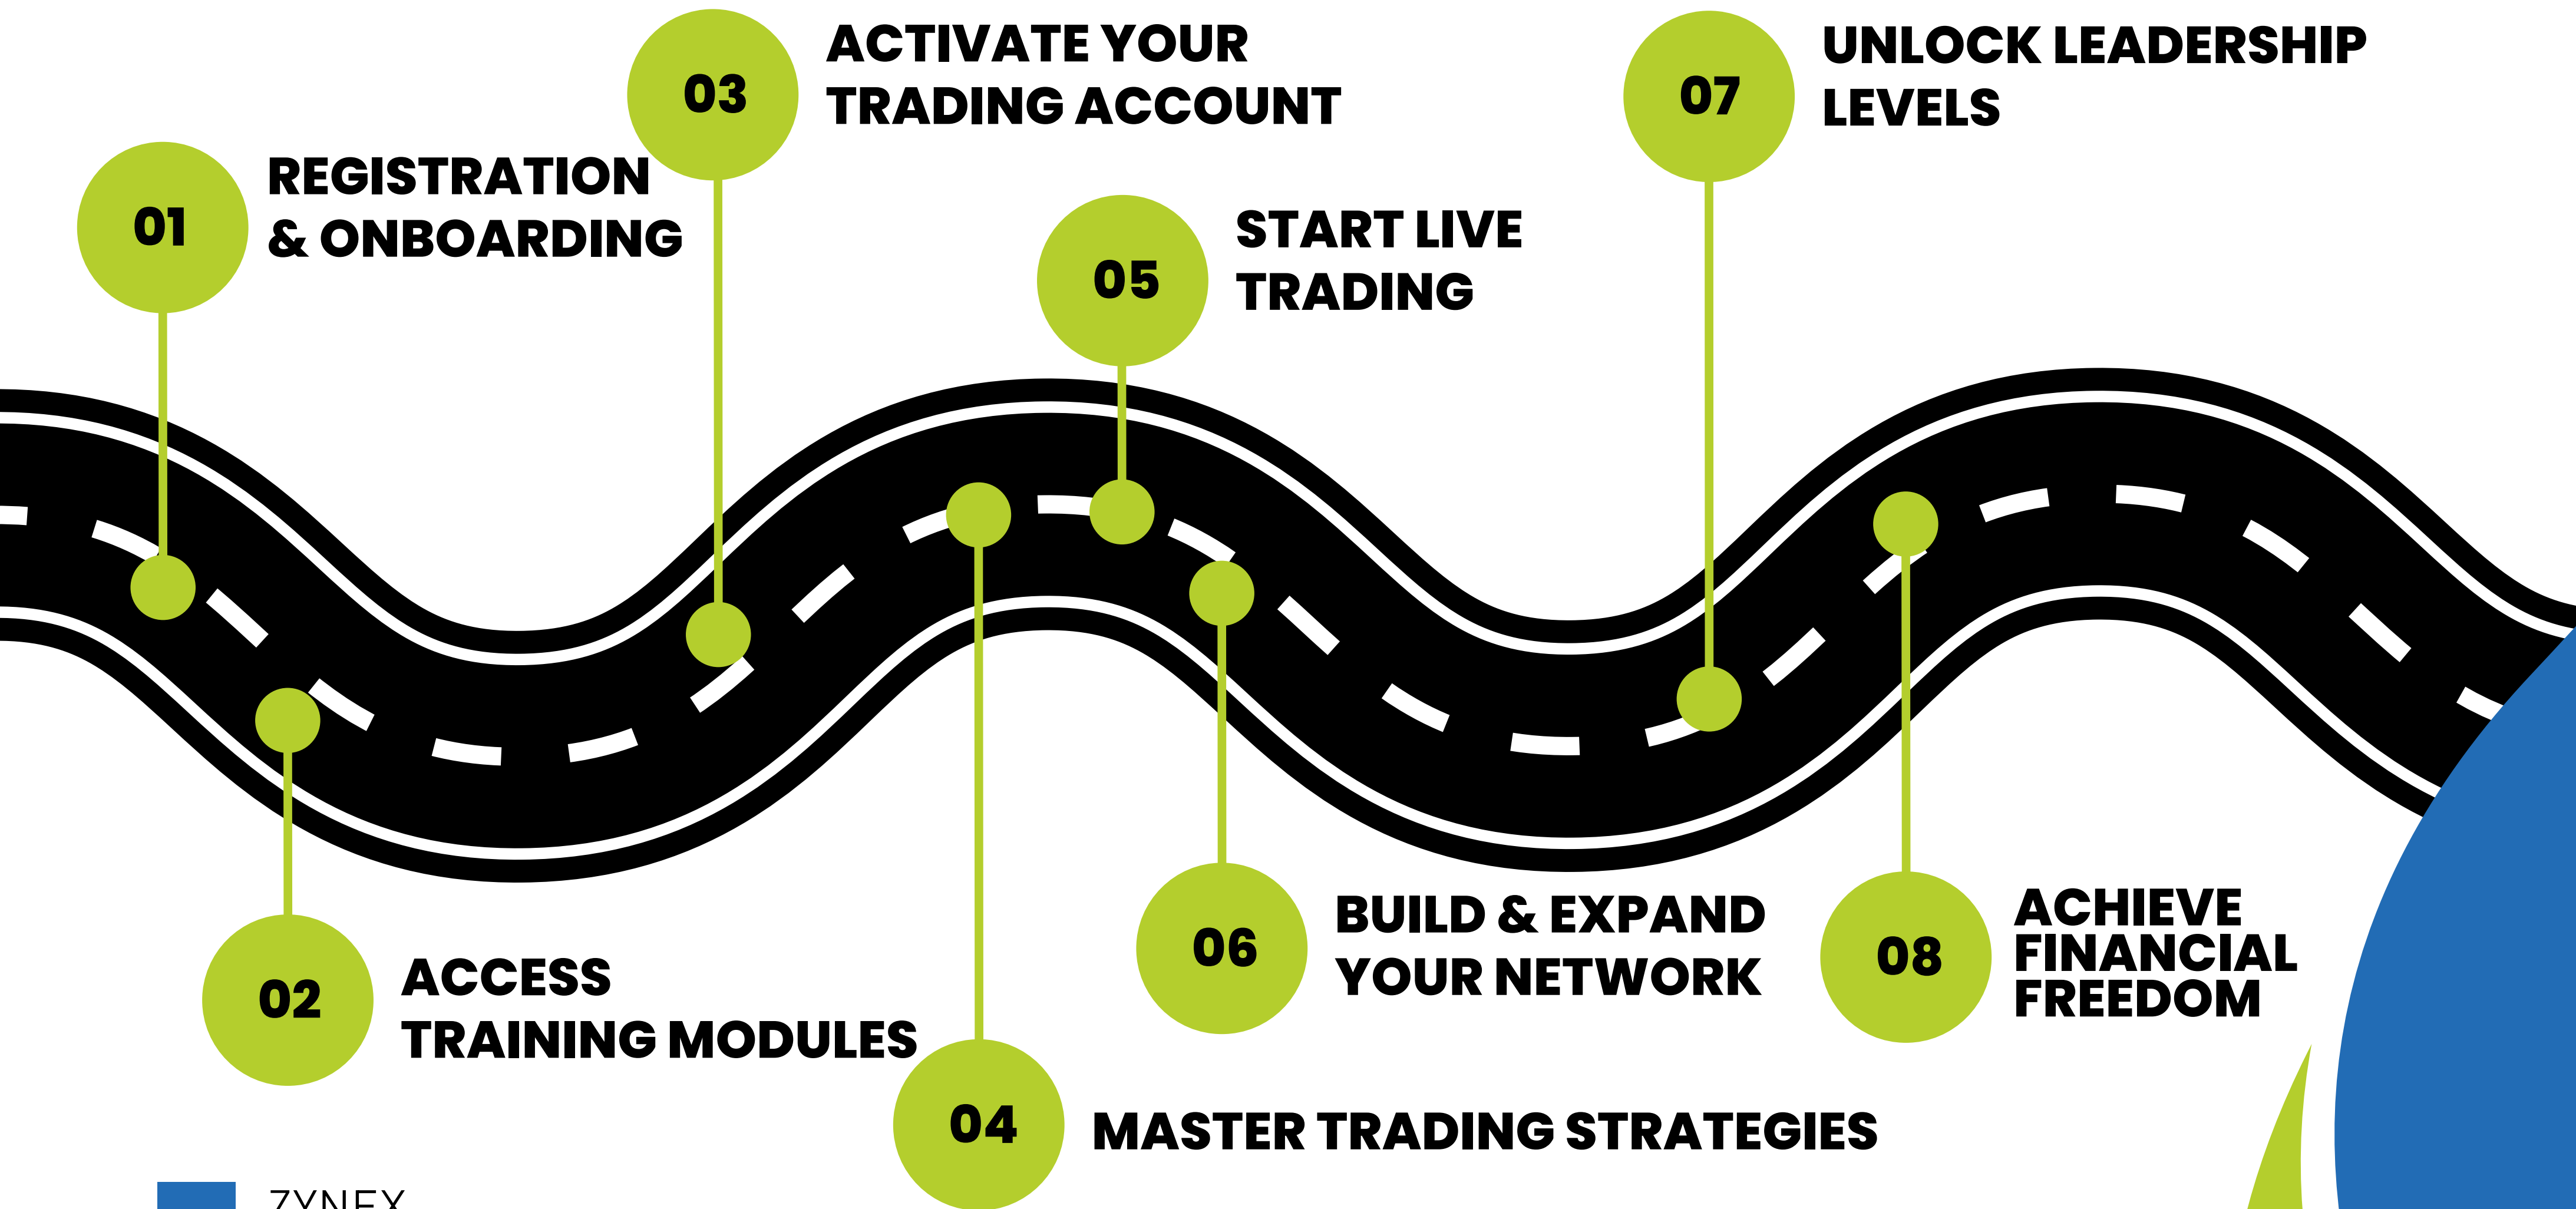 01
REGISTRATION
& ONBOARDING
02
ACCESS
TRAINING MODULES
03
ACTIVATE YOUR
TRADING ACCOUNT
04
MASTER TRADING STRATEGIES
05
START LIVE
TRADING
06
BUILD & EXPAND
YOUR NETWORK
07
UNLOCK LEADERSHIP
LEVELS
08
ACHIEVE
FINANCIAL
FREEDOM
ZYNEX